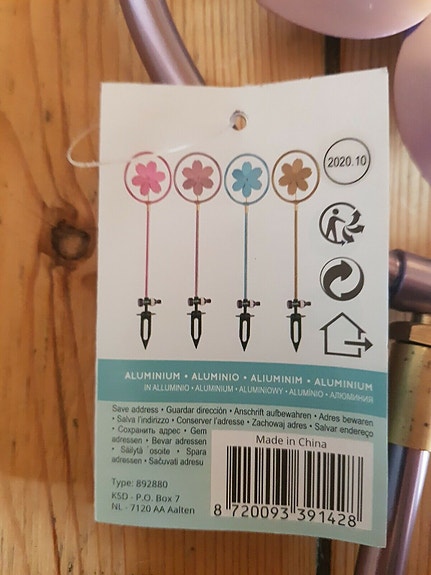 2020.10
ALUMINIUM • ALUMINIO • ALIUMINIM • ALUMINIUM
IN ALLUMINIO • ALUMINIUM • ALUMINIOWY • ALUMÍNIO • АЛЮМИНИЙ
Save address • Guardar dirección • Anschrift aufbewahren • Adres bewaren
• Salva l'indirizzo • Conserver l'adresse • Zachowaj adres • Salvar endereço
• Сохранить адрес • Gem
adressen • Bevar adressen
• Säilytä osoite • Spara
adressen • Sačuvati adresu
Made in China
Type: 892880
KSD - P.O. Box 7
NL - 7120 AA Aalten
8 720093 391428